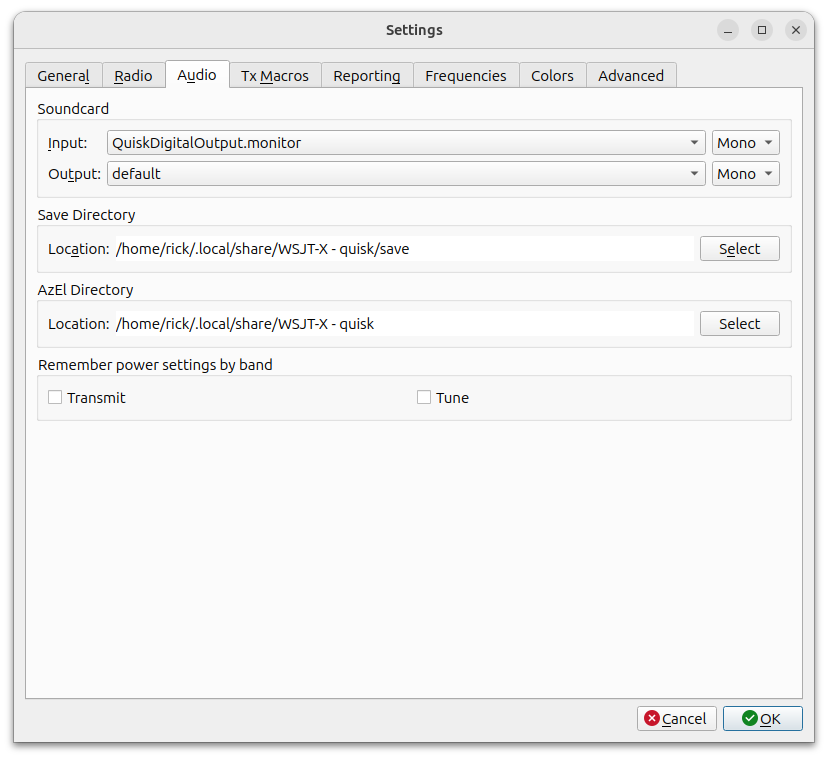 Settings
General Radio Audio Tx Macros Reporting Frequencies Colors Advanced
Soundcard
Input: QuiskDigitalOutput.monitor Mono
Output: default Mono
Save Directory
Location: /home/rick/.local/share/WSJT-X - quisk/save Select
AzEl Directory
Location: /home/rick/.local/share/WSJT-X - quisk Select
Remember power settings by band
Transmit Tune
Cancel OK